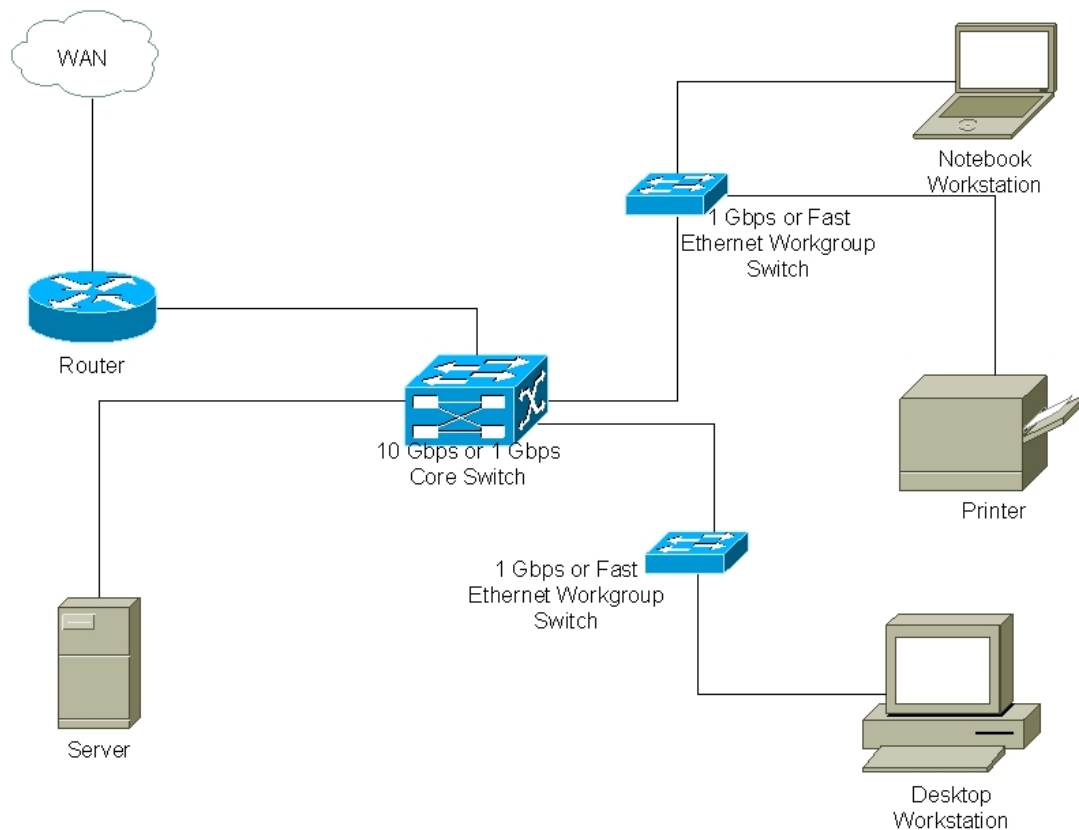 WAN
Notebook
Workstation
1 Gbps or Fast
Ethernet Workgroup
Switch
Router
10 Gbps or 1 Gbps
Core Switch
Printer
1 Gbps or Fast
Ethernet Workgroup
Switch
Server
Desktop
Workstation